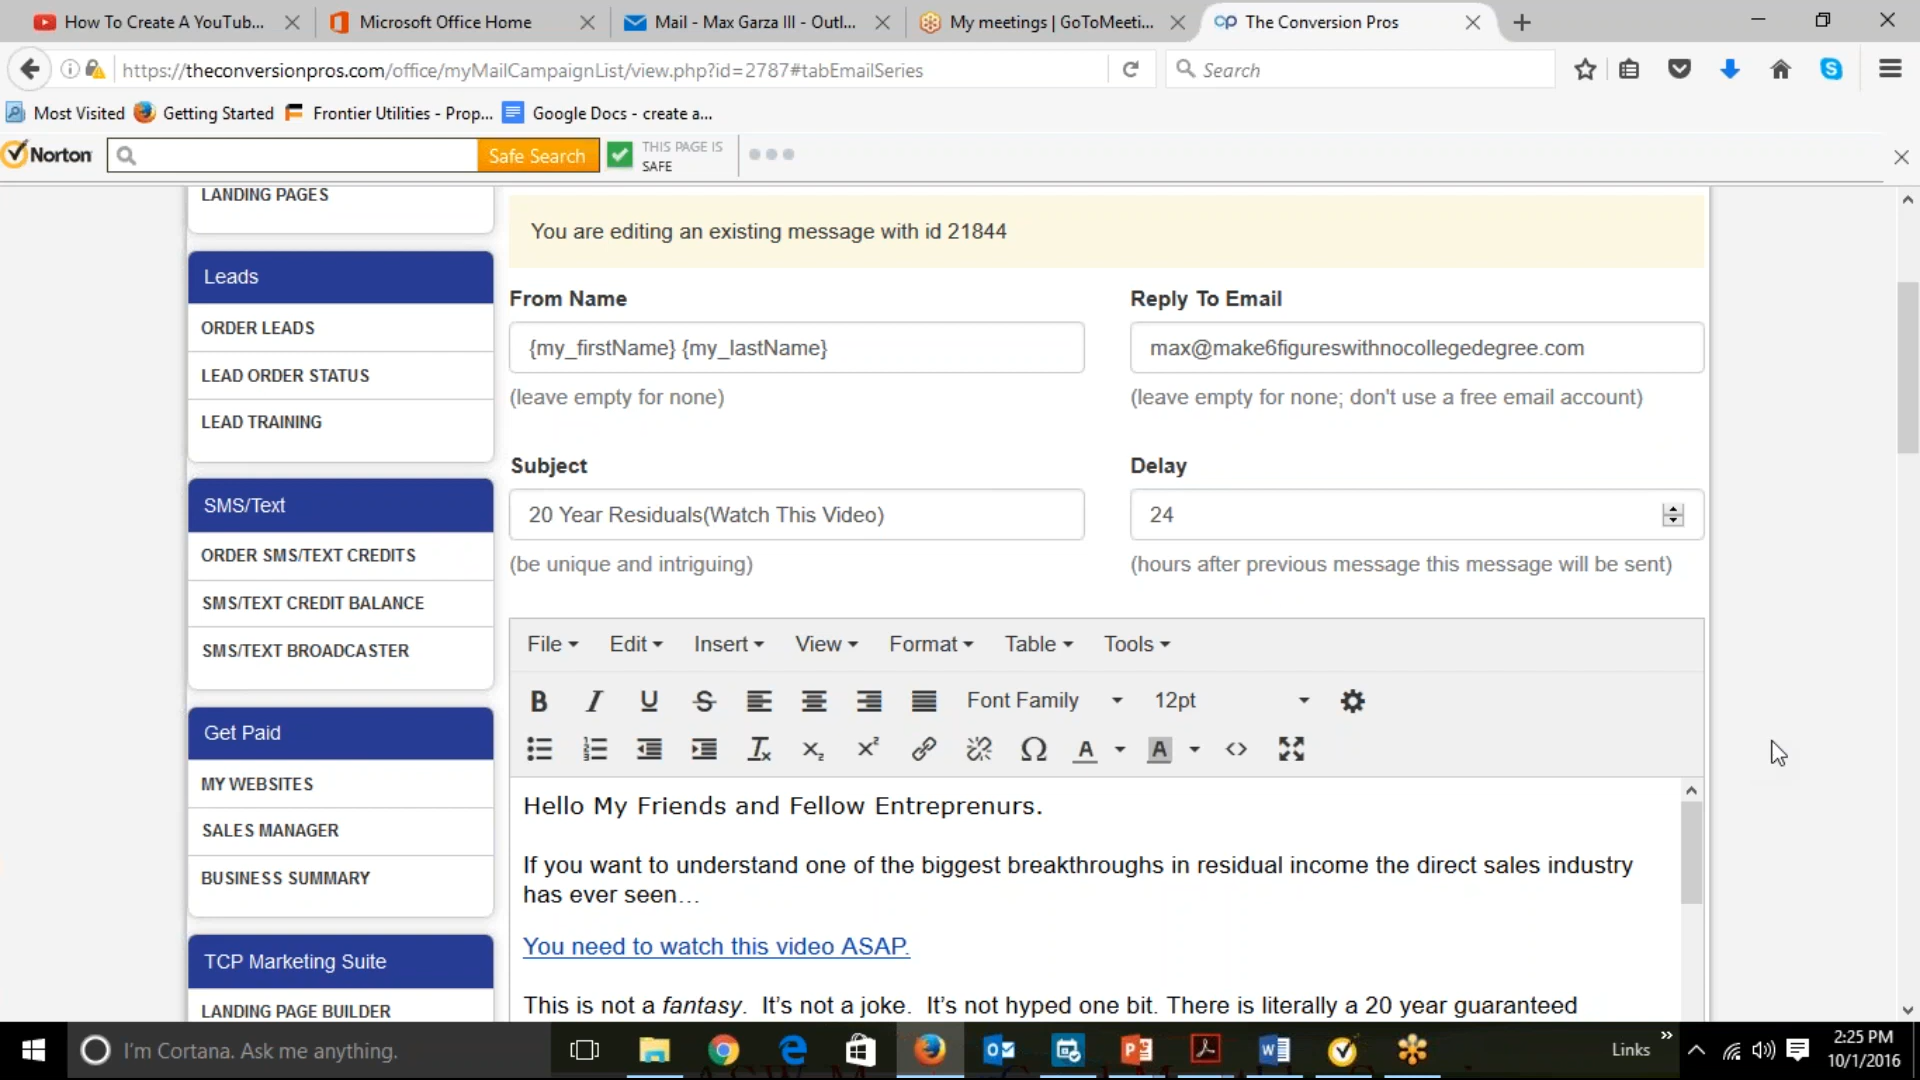 How To Create A YouTub...
Microsoft Office Home
Mail - Max Garza III - Outl...
My meetings | GoToMeeti...
The Conversion Pros
https://theconversionpros.com/office/myMailCampaignList/view.php?id=2787#tabEmailSeries
Search
Most Visited
Getting Started
Frontier Utilities - Prop...
Google Docs - create a...
Norton
Safe Search
THIS PAGE IS
SAFE
LANDING PAGES
Leads
ORDER LEADS
LEAD ORDER STATUS
LEAD TRAINING
SMS/Text
ORDER SMS/TEXT CREDITS
SMS/TEXT CREDIT BALANCE
SMS/TEXT BROADCASTER
Get Paid
MY WEBSITES
SALES MANAGER
BUSINESS SUMMARY
TCP Marketing Suite
LANDING PAGE BUILDER
You are editing an existing message with id 21844
From Name
{my_firstName} {my_lastName}
(leave empty for none)
Reply To Email
max@make6figureswithnocollegedegree.com
(leave empty for none; don't use a free email account)
Subject
20 Year Residuals(Watch This Video)
(be unique and intriguing)
Delay
24
(hours after previous message this message will be sent)
File Edit Insert View Format Table Tools
Font Family 12pt
Hello My Friends and Fellow Entreprenurs.
If you want to understand one of the biggest breakthroughs in residual income the direct sales industry
has ever seen…
You need to watch this video ASAP.
This is not a fantasy.  It’s not a joke.  It’s not hyped one bit. There is literally a 20 year guaranteed
I'm Cortana. Ask me anything.
Links
2:25 PM
10/1/2016